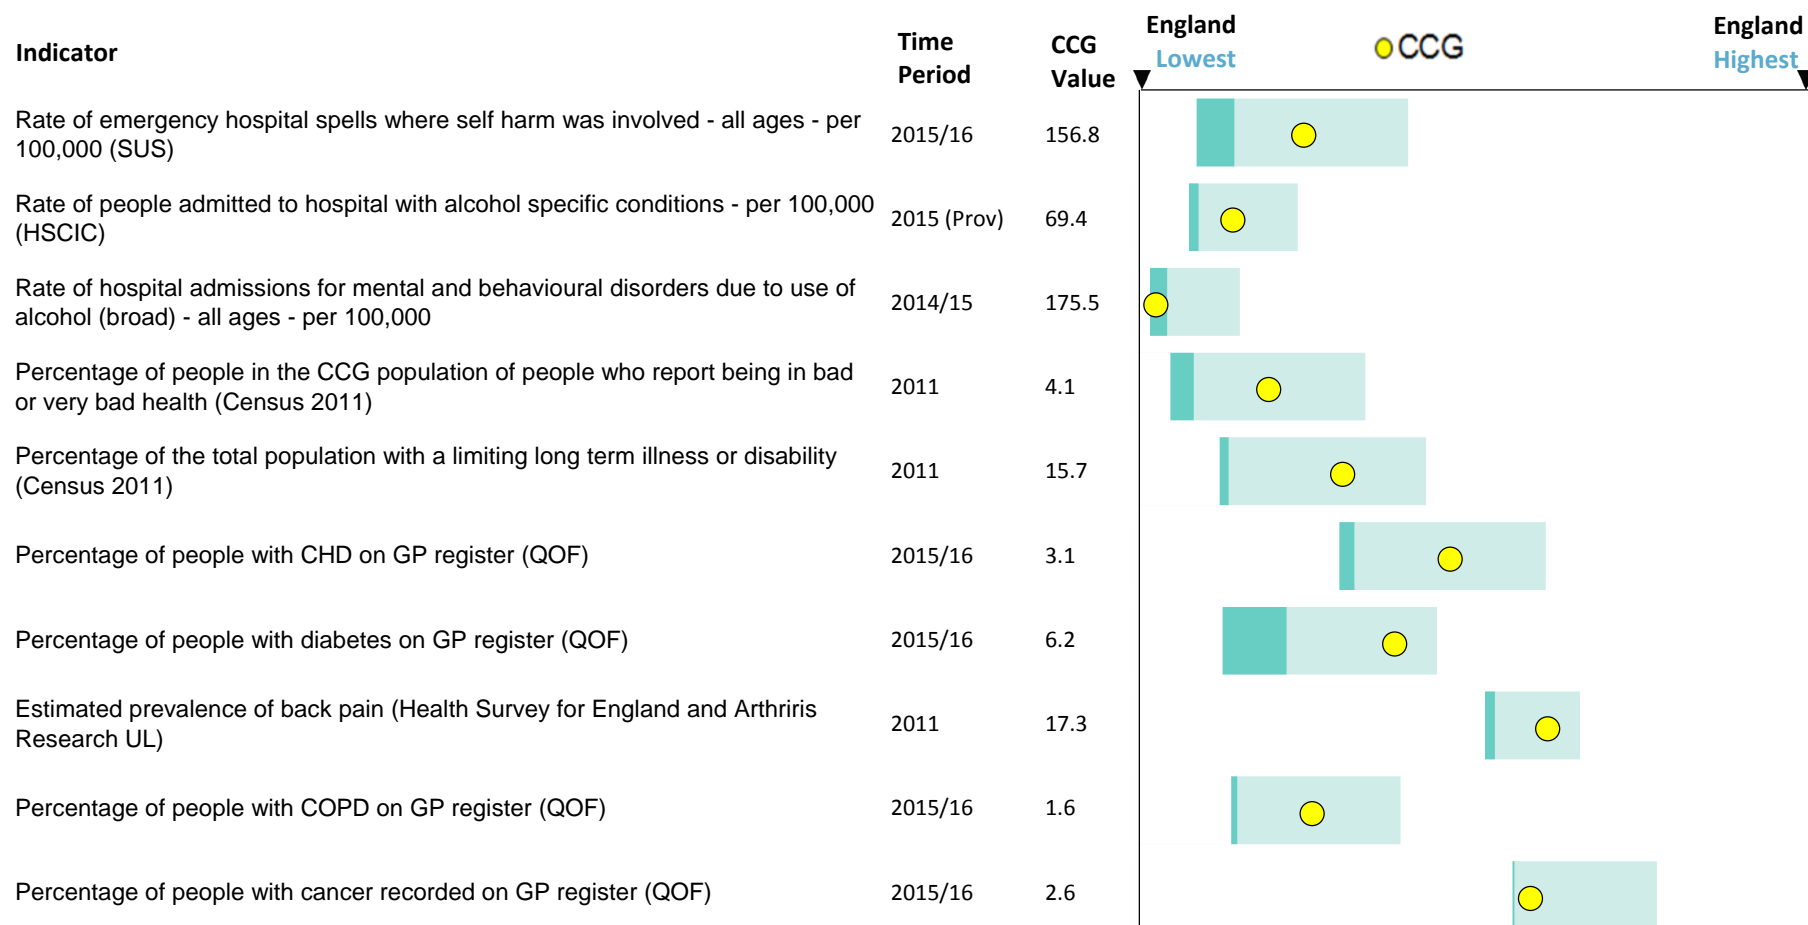 Indicator
Time
Period
CCG
Value
England
Lowest
CCG
England
Highest
Rate of emergency hospital spells where self harm was involved - all ages - per
100,000 (SUS)
2015/16
156.8
Rate of people admitted to hospital with alcohol specific conditions - per 100,000
(HSCIC)
2015 (Prov)
69.4
Rate of hospital admissions for mental and behavioural disorders due to use of
alcohol (broad) - all ages - per 100,000
2014/15
175.5
Percentage of people in the CCG population of people who report being in bad
or very bad health (Census 2011)
2011
4.1
Percentage of the total population with a limiting long term illness or disability
(Census 2011)
2011
15.7
Percentage of people with CHD on GP register (QOF)
2015/16
3.1
Percentage of people with diabetes on GP register (QOF)
2015/16
6.2
Estimated prevalence of back pain (Health Survey for England and Arthriris
Research UL)
2011
17.3
Percentage of people with COPD on GP register (QOF)
2015/16
1.6
Percentage of people with cancer recorded on GP register (QOF)
2015/16
2.6